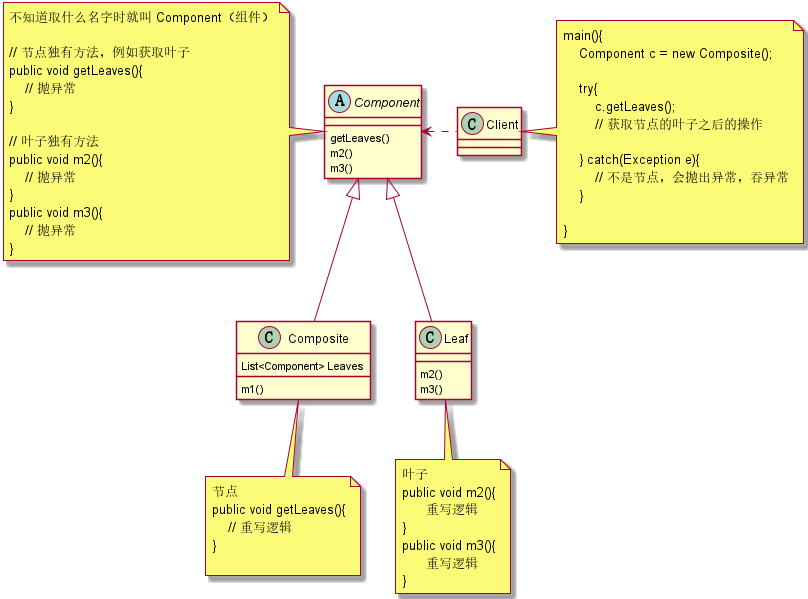 不知道取什么名字时就叫 Component（组件）
// 节点独有方法，例如获取叶子
public void getLeaves(){
// 抛异常
}
// 叶子独有方法
public void m2(){
// 抛异常
}
public void m3(){
// 抛异常
}
A Component
getLeaves()
m2()
m3()
C Client
main(){
Component c = new Composite();
try{
c.getLeaves();
// 获取节点的叶子之后的操作
} catch(Exception e){
// 不是节点，会抛出异常，吞异常
}
}
C Composite
List<Component> Leaves
m1()
C Leaf
m2()
m3()
节点
public void getLeaves(){
// 重写逻辑
}
叶子
public void m2(){
重写逻辑
}
public void m3(){
重写逻辑
}